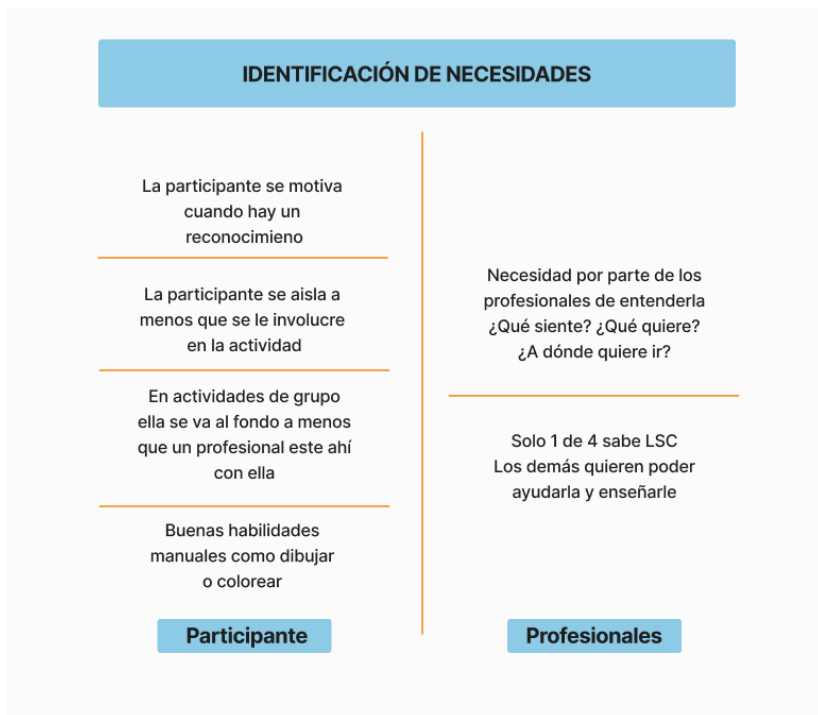 IDENTIFICACIÓN DE NECESIDADES
La participante se motiva
cuando hay un
reconocimieno
La participante se aisla a
menos que se le involucre
en la actividad
En actividades de grupo
ella se va al fondo a menos
que un profesional este ahí
con ella
Buenas habilidades
manuales como dibujar
o colorear
Participante
Necesidad por parte de los
profesionales de entenderla
¿Qué siente? ¿Qué quiere?
¿A dónde quiere ir?
Solo 1 de 4 sabe LSC
Los demás quieren poder
ayudarla y enseñarle
Profesionales